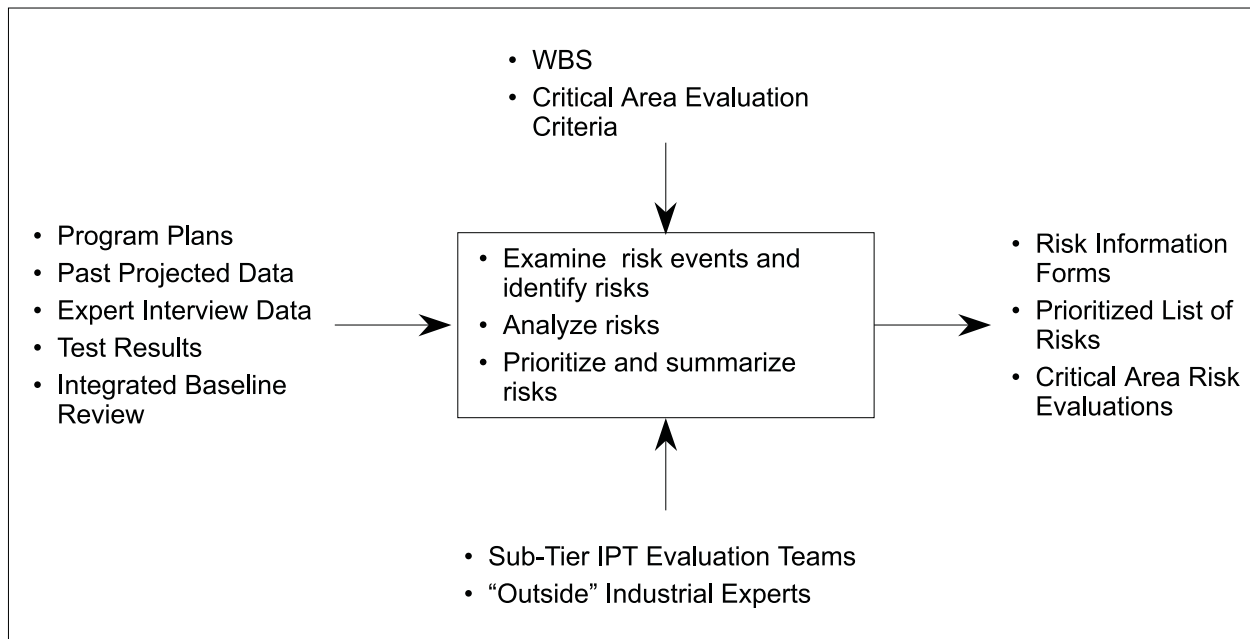 • WBS
• Critical Area Evaluation
Criteria
• Program Plans
• Past Projected Data
• Expert Interview Data
• Test Results
• Integrated Baseline
Review
• Examine risk events and
identify risks
• Analyze risks
• Prioritize and summarize
risks
• Risk Information
Forms
• Prioritized List of
Risks
• Critical Area Risk
Evaluations
• Sub-Tier IPT Evaluation Teams
• “Outside” Industrial Experts